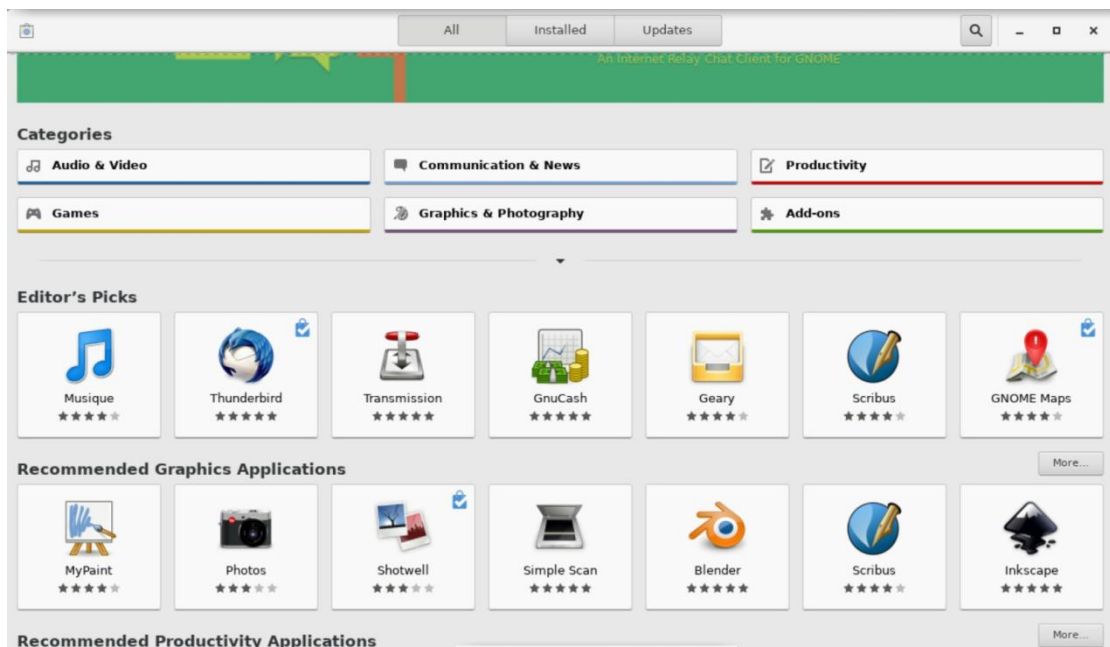 All Installed Updates
An Internet Relay Chat Client for GNOME
Categories
Audio & Video Communication & News Productivity
Games Graphics & Photography Add-ons
Editor’s Picks
Musique Thunderbird Transmission GnuCash Geary Scribus GNOME Maps
Recommended Graphics Applications More...
MyPaint Photos Shotwell Simple Scan Blender Scribus Inkscape
Recommended Productivity Applications More...